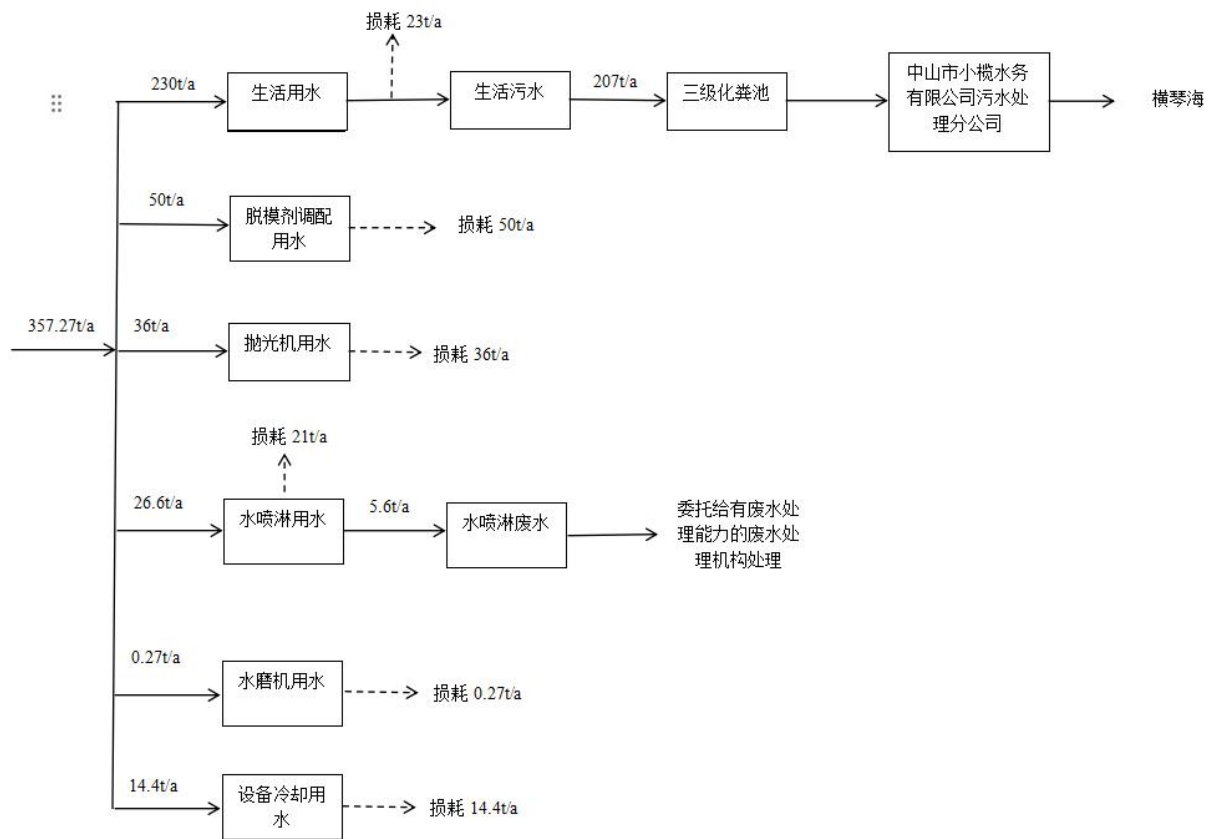 损耗 23t/a
230t/a
生活用水
生活污水
207t/a
三级化粪池
中山市小榄水务
有限公司污水处
理分公司
横琴海
50t/a
脱模剂调配
用水
损耗 50t/a
357.27t/a
36t/a
抛光机用水
损耗 36t/a
损耗 21t/a
26.6t/a
水喷淋用水
5.6t/a
水喷淋废水
委托给有废水处
理能力的废水处
理机构处理
0.27t/a
水磨机用水
损耗 0.27t/a
14.4t/a
设备冷却用
水
损耗 14.4t/a